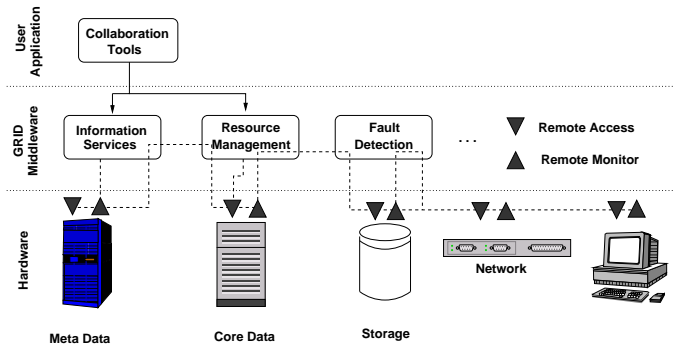 User
Application
Collaboration
Tools
GRID
Middleware
Information
Services
Resource
Management
Fault
Detection
...
Remote Access
Remote Monitor
Hardware
Network
Meta Data
Core Data
Storage